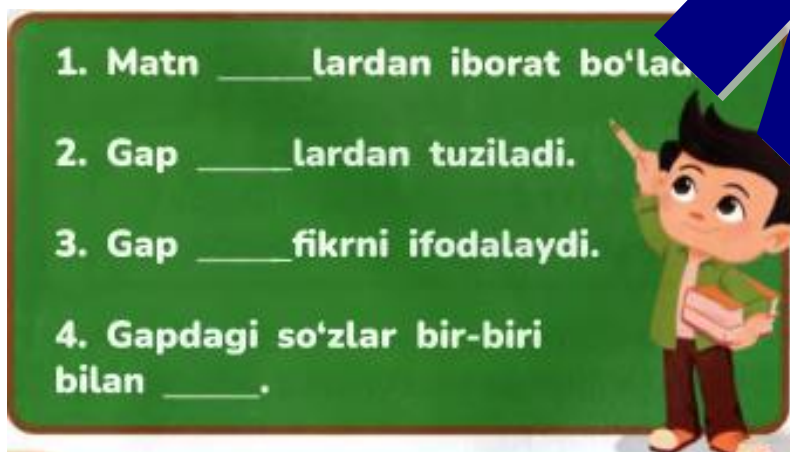 1. Matn _____lardan iborat bo‘lad
2. Gap _____lardan tuziladi.
3. Gap _____fikrni ifodalaydi.
4. Gapdagi so‘zlar bir-biri
bilan _____.